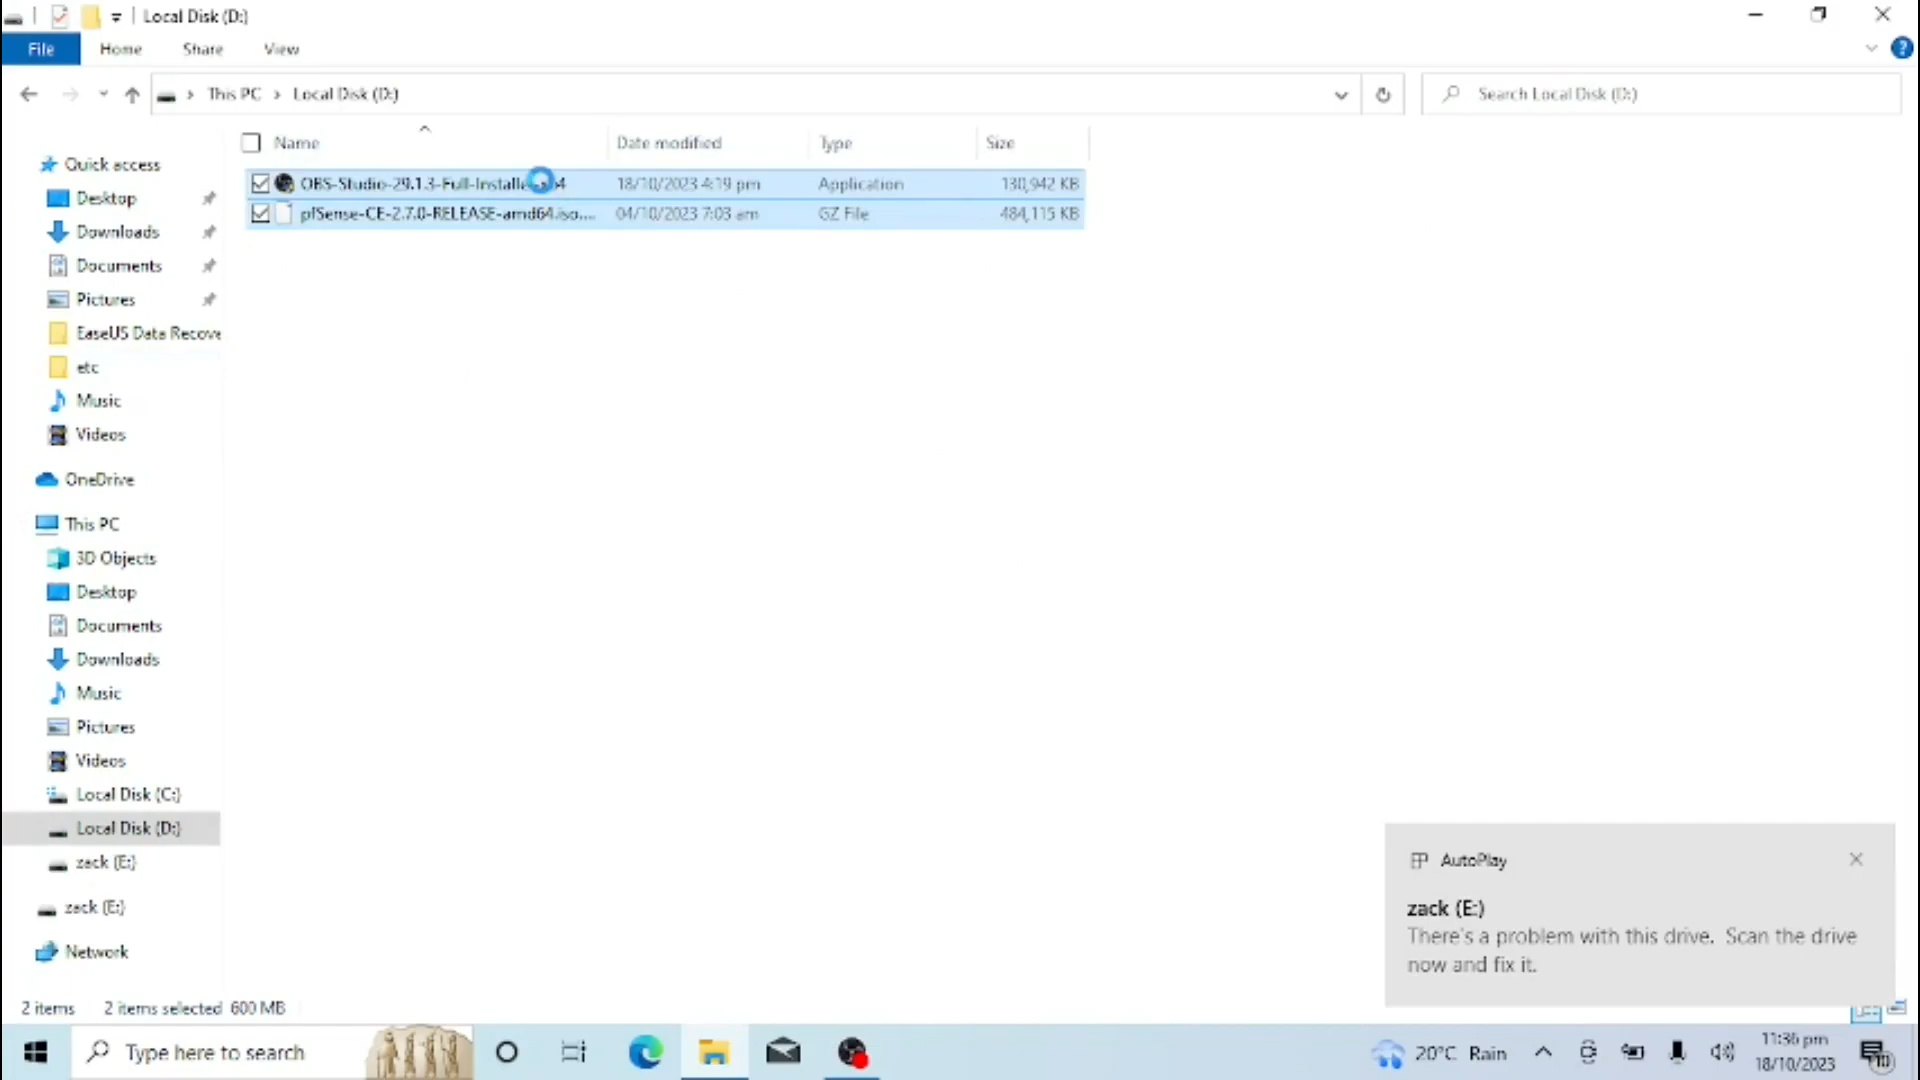 Local Disk (D:)
File Home Share View
This PC Local Disk (D:)
Search Local Disk (D:)
Name Date modified Type Size
OBS-Studio-29.1.3-Full-Installer-x64 18/10/2023 4:19 pm Application 130,942 KB
pfSense-CE-2.7.0-RELEASE-amd64.iso.... 04/10/2023 7:03 am GZ File 484,115 KB
Quick access
Desktop
Downloads
Documents
Pictures
EaseUS Data Recove
etc
Music
Videos
OneDrive
This PC
3D Objects
Desktop
Documents
Downloads
Music
Pictures
Videos
Local Disk (C:)
Local Disk (D:)
zack (E:)
zack (E:)
Network
AutoPlay
zack (E:)
There's a problem with this drive. Scan the drive
now and fix it.
2 items 2 items selected 600 MB
Type here to search
20°C Rain
11:36 pm
18/10/2023
10